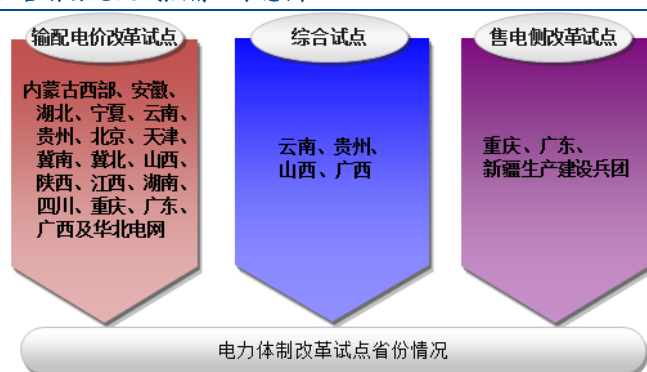 输配电价改革试点
内蒙古西部、安徽、
湖北、宁夏、云南、
贵州、北京、天津、
冀南、冀北、山西、
陕西、江西、湖南、
四川、重庆、广东、
广西及华北电网
综合试点
云南、贵州、
山西、广西
售电侧改革试点
重庆、广东、
新疆生产建设兵团
电力体制改革试点省份情况